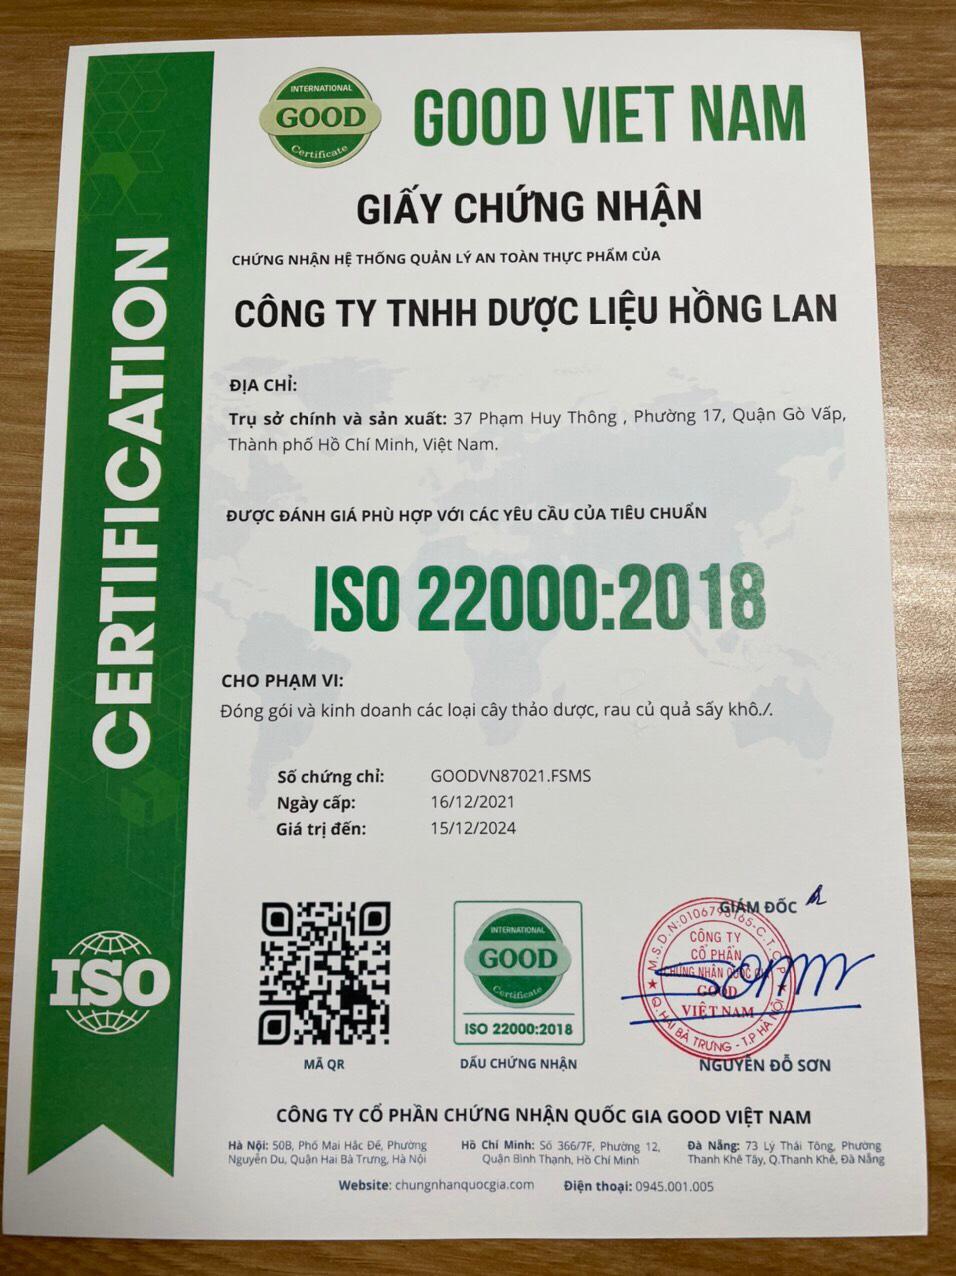 INTERNATIONAL
GOOD
Certificate
GOOD VIET NAM
GIẤY CHỨNG NHẬN
CHỨNG NHẬN HỆ THỐNG QUẢN LÝ AN TOÀN THỰC PHẨM CỦA
CÔNG TY TNHH DƯỢC LIỆU HỒNG LAN
ĐỊA CHỈ:
Trụ sở chính và sản xuất: 37 Phạm Huy Thông , Phường 17, Quận Gò Vấp,
Thành phố Hồ Chí Minh, Việt Nam.
ĐƯỢC ĐÁNH GIÁ PHÙ HỢP VỚI CÁC YÊU CẦU CỦA TIÊU CHUẨN
ISO 22000:2018
CHO PHẠM VI:
Đóng gói và kinh doanh các loại cây thảo dược, rau củ quả sấy khô./.
Số chứng chỉ: GOODVN87021.FSMS
Ngày cấp: 16/12/2021
Giá trị đến: 15/12/2024
CERTIFICATION
ISO
MÃ QR
INTERNATIONAL
GOOD
Certificate
ISO 22000:2018
DẤU CHỨNG NHẬN
GIÁM ĐỐC
CÔNG TY
CỔ PHẦN
CHỨNG NHẬN QUỐC GIA
GOOD
VIỆT NAM
Q. HAI BÀ TRƯNG - T.P HÀ NỘI
NGUYỄN ĐỖ SƠN
CÔNG TY CỔ PHẦN CHỨNG NHẬN QUỐC GIA GOOD VIỆT NAM
Hà Nội: 50B, Phố Mai Hắc Đế, Phường
Nguyễn Du, Quận Hai Bà Trưng, Hà Nội
Hồ Chí Minh: Số 366/7F, Phường 12,
Quận Bình Thạnh, Hồ Chí Minh
Đà Nẵng: 73 Lý Thái Tông, Phường
Thanh Khê Tây, Q.Thanh Khê, Đà Nẵng
Website: chungnhanquocgia.com Điện thoại: 0945.001.005